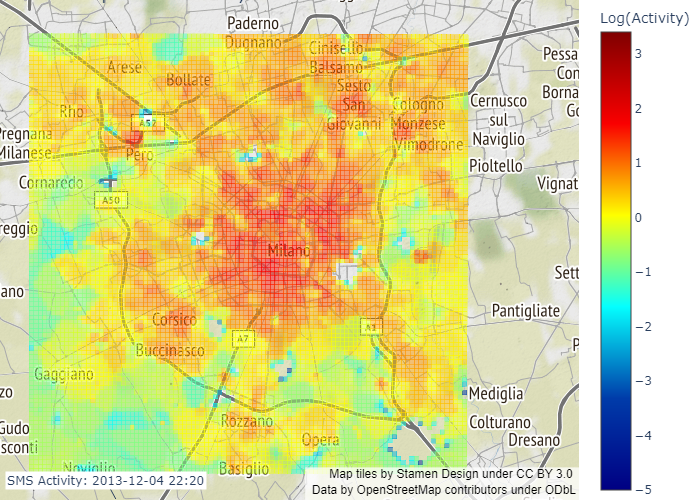 Log(Activity)
Paderno
Dugnano
Cinisello
Balsamo
Arese
Bollate
Sesto
San
Giovanni
Pessa
Con
Borna
Go
Rho
A52
Cologno
Monzese
Vimodrone
Cernusco
sul
Naviglio
Pregnana
Milanese
Pero
Pioltello
Cornaredo
A50
Vignat
reggio
Milano
Sett
ano
Corsico
Pantigliate
A7
A1
Buccinasco
P
Gaggiano
zo
Mediglia
Rozzano
Colturano
Gudo
sconti
Opera
Dresano
Noviglio
Basiglio
SMS Activity: 2013-12-04 22:20
Map tiles by Stamen Design under CC BY 3.0
Data by OpenStreetMap contributors under ODbL
3
2
1
0
−1
−2
−3
−4
−5